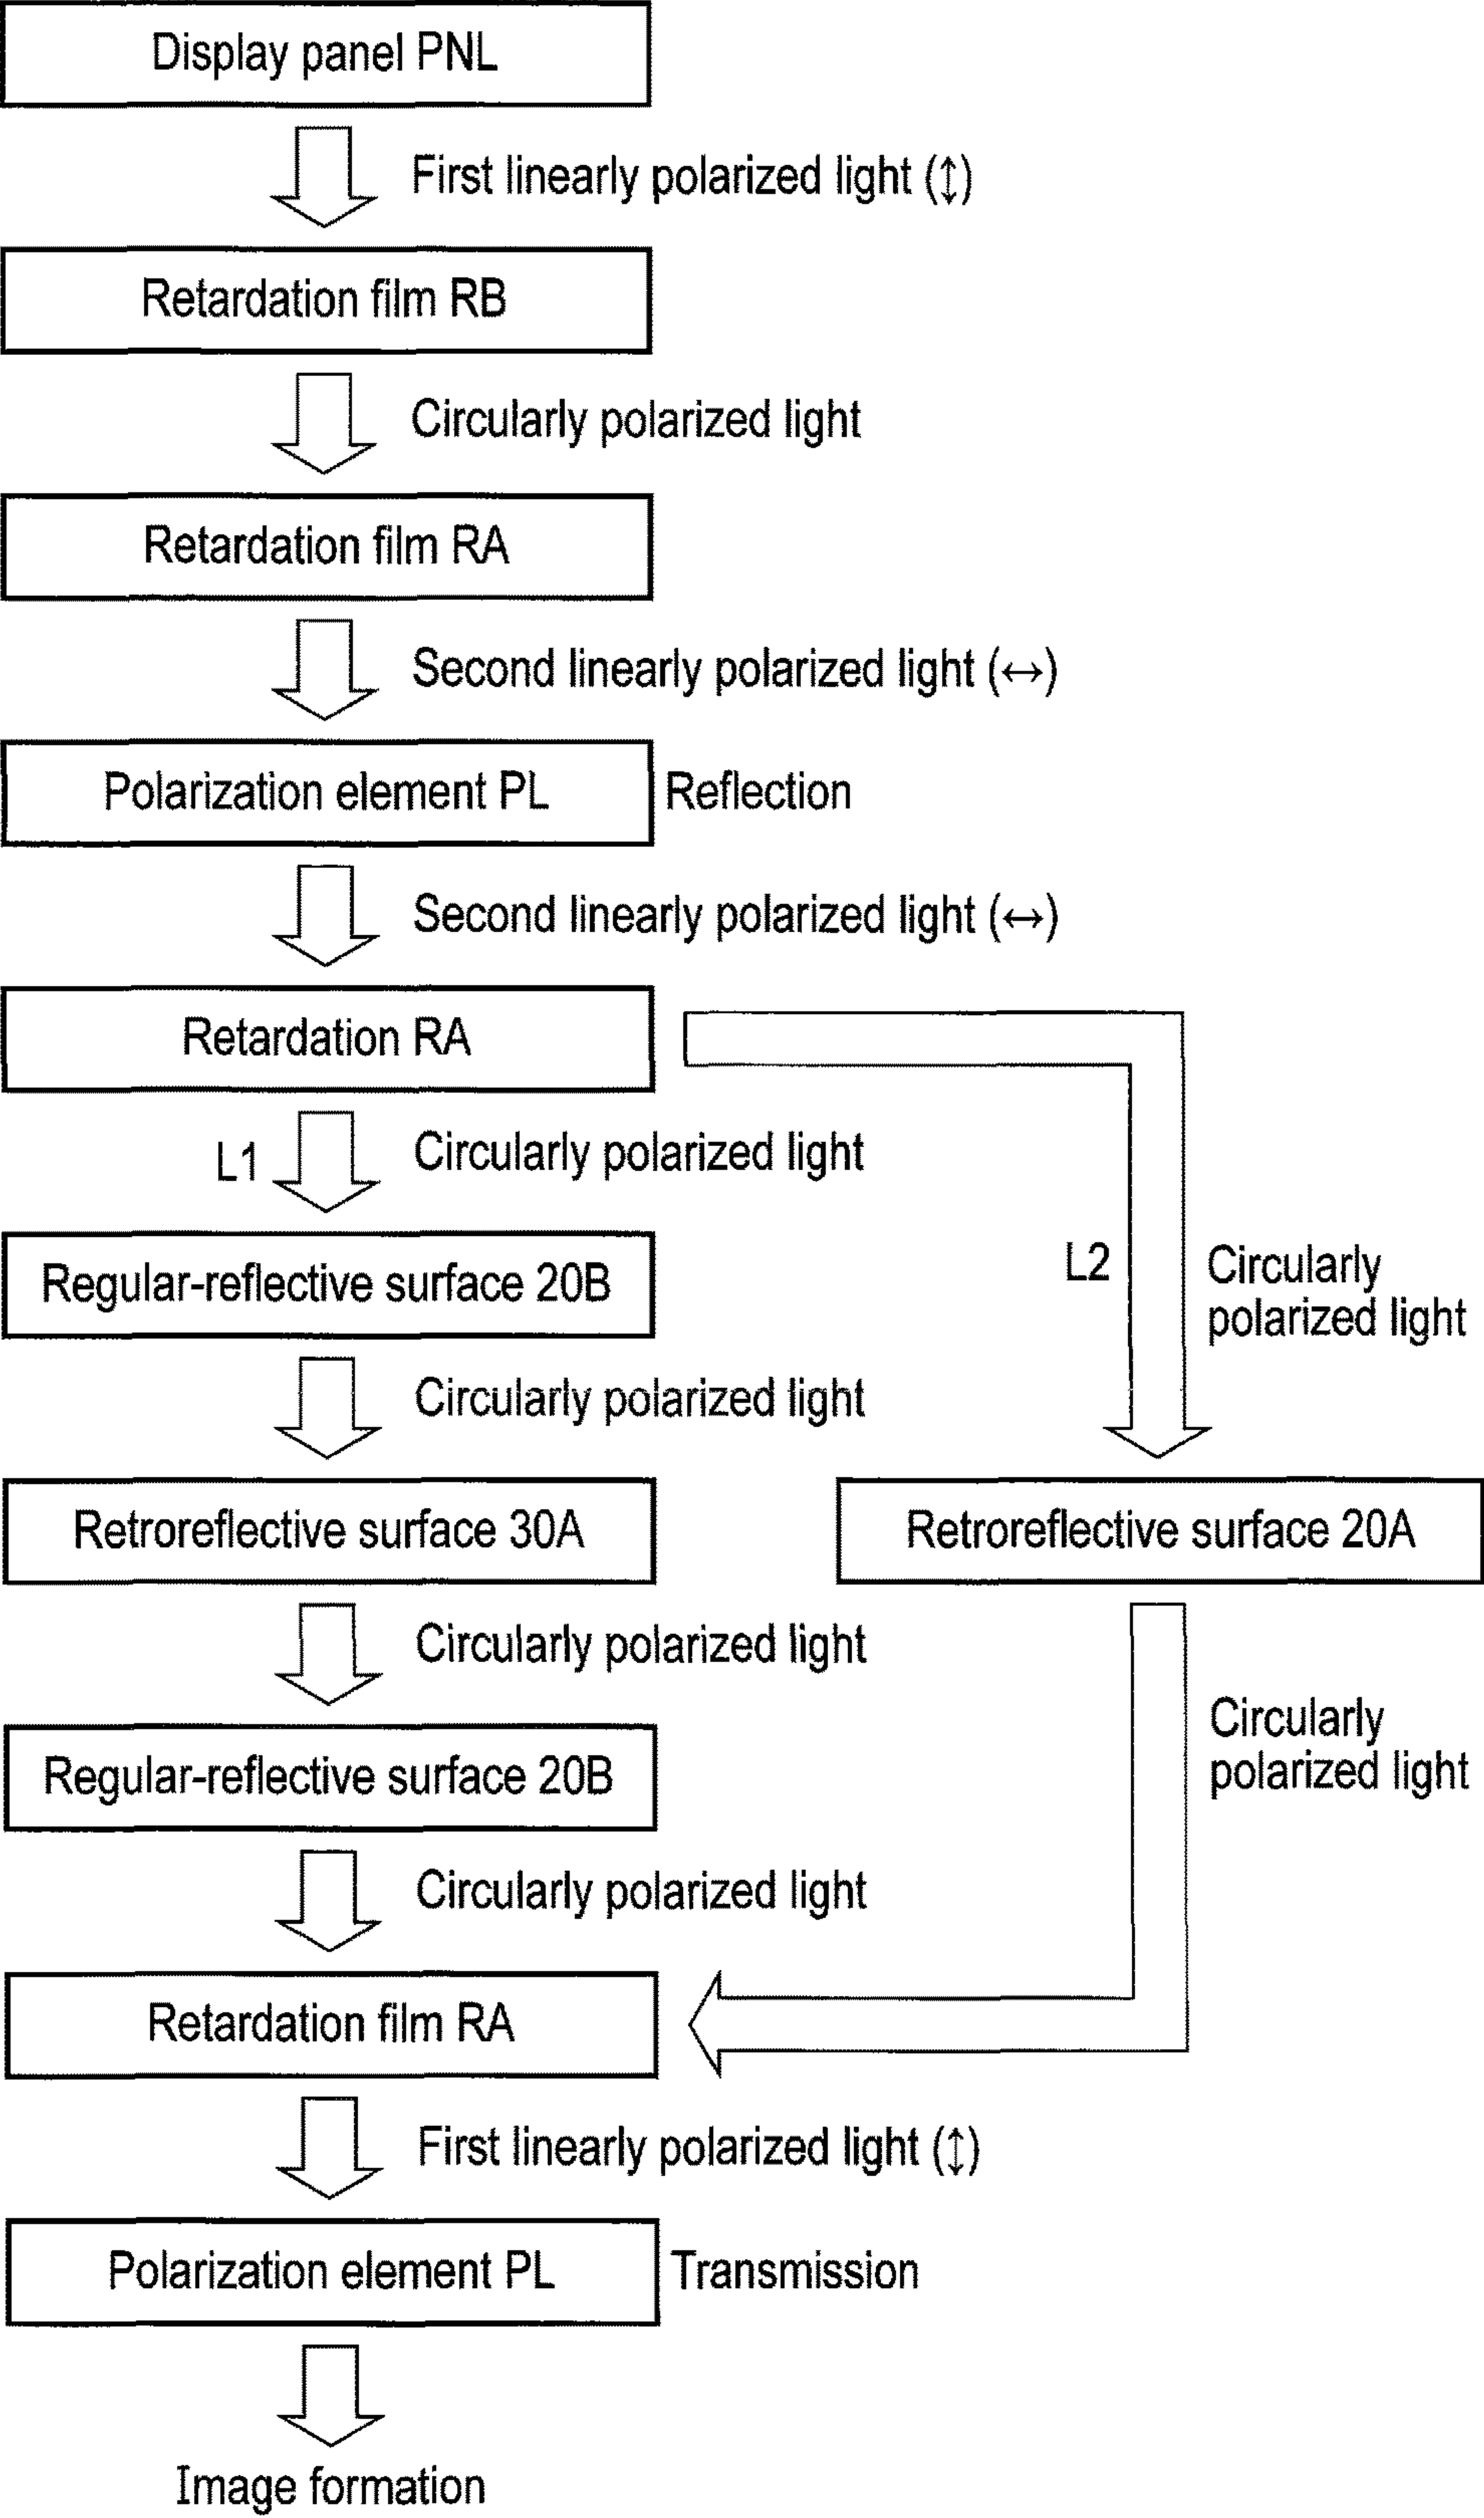 Display panel PNL
First linearly polarized light (↕)
Retardation film RB
Circularly polarized light
Retardation film RA
Second linearly polarized light (↔)
Polarization element PL
Reflection
Second linearly polarized light (↔)
Retardation RA
L1
Circularly polarized light
Regular-reflective surface 20B
L2
Circularly
polarized light
Circularly polarized light
Retroreflective surface 30A
Retroreflective surface 20A
Circularly polarized light
Circularly
polarized light
Regular-reflective surface 20B
Circularly polarized light
Retardation film RA
First linearly polarized light (↕)
Polarization element PL
Transmission
Image formation